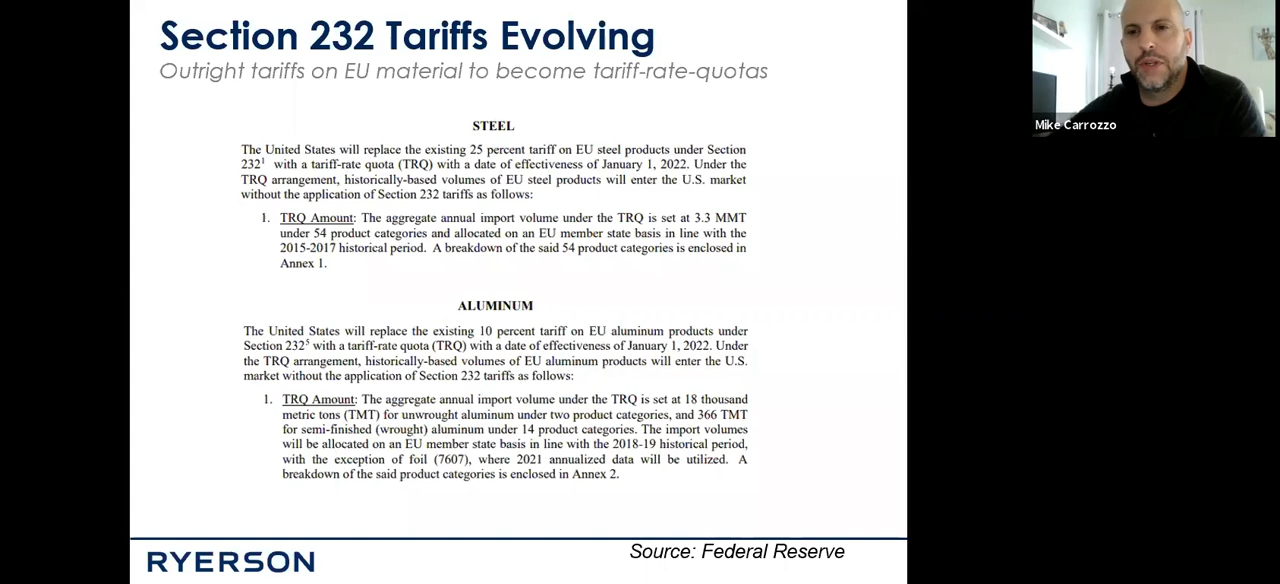 Section 232 Tariffs Evolving
Outright tariffs on EU material to become tariff-rate-quotas
Mike Carrozzo
STEEL
The United States will replace the existing 25 percent tariff on EU steel products under Section
232¹ with a tariff-rate quota (TRQ) with a date of effectiveness of January 1, 2022. Under the
TRQ arrangement, historically-based volumes of EU steel products will enter the U.S. market
without the application of Section 232 tariffs as follows:
1. TRQ Amount: The aggregate annual import volume under the TRQ is set at 3.3 MMT
under 54 product categories and allocated on an EU member state basis in line with the
2015-2017 historical period. A breakdown of the said 54 product categories is enclosed in
Annex 1.
ALUMINUM
The United States will replace the existing 10 percent tariff on EU aluminum products under
Section 232⁵ with a tariff-rate quota (TRQ) with a date of effectiveness of January 1, 2022. Under
the TRQ arrangement, historically-based volumes of EU aluminum products will enter the U.S.
market without the application of Section 232 tariffs as follows:
1. TRQ Amount: The aggregate annual import volume under the TRQ is set at 18 thousand
metric tons (TMT) for unwrought aluminum under two product categories, and 366 TMT
for semi-finished (wrought) aluminum under 14 product categories. The import volumes
will be allocated on an EU member state basis in line with the 2018-19 historical period,
with the exception of foil (7607), where 2021 annualized data will be utilized. A
breakdown of the said product categories is enclosed in Annex 2.
Source: Federal Reserve
RYERSON